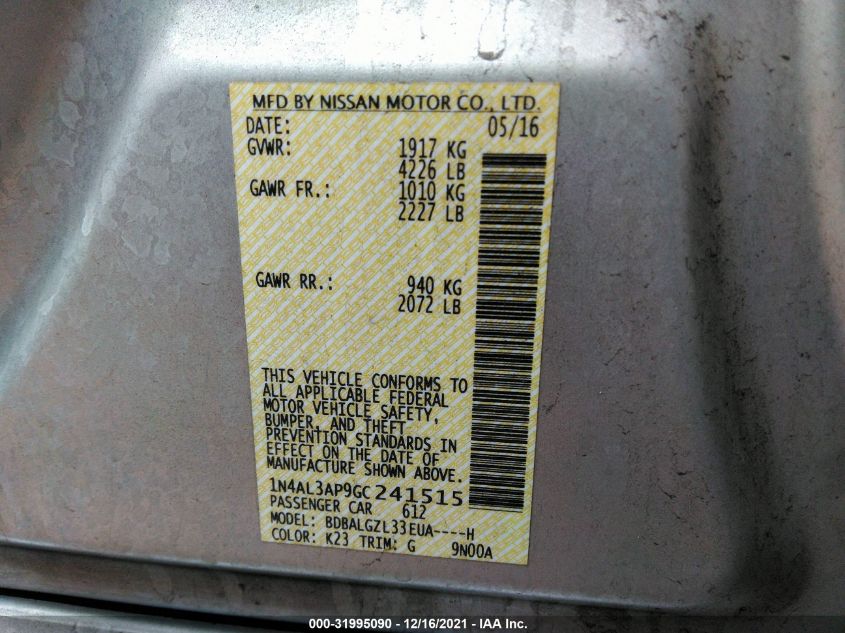 MFD BY NISSAN MOTOR CO., LTD.
DATE: 05/16
GVWR: 1917 KG
4226 LB
GAWR FR.: 1010 KG
2227 LB
GAWR RR.: 940 KG
2072 LB
THIS VEHICLE CONFORMS TO
ALL APPLICABLE FEDERAL
MOTOR VEHICLE SAFETY,
BUMPER, AND THEFT
PREVENTION STANDARDS IN
EFFECT ON THE DATE OF
MANUFACTURE SHOWN ABOVE.
1N4AL3AP9GC241515
PASSENGER CAR 612
MODEL: BDBALGZL33EUA----H
COLOR: K23 TRIM: G 9N00A
000-31995090 - 12/16/2021 - IAA Inc.